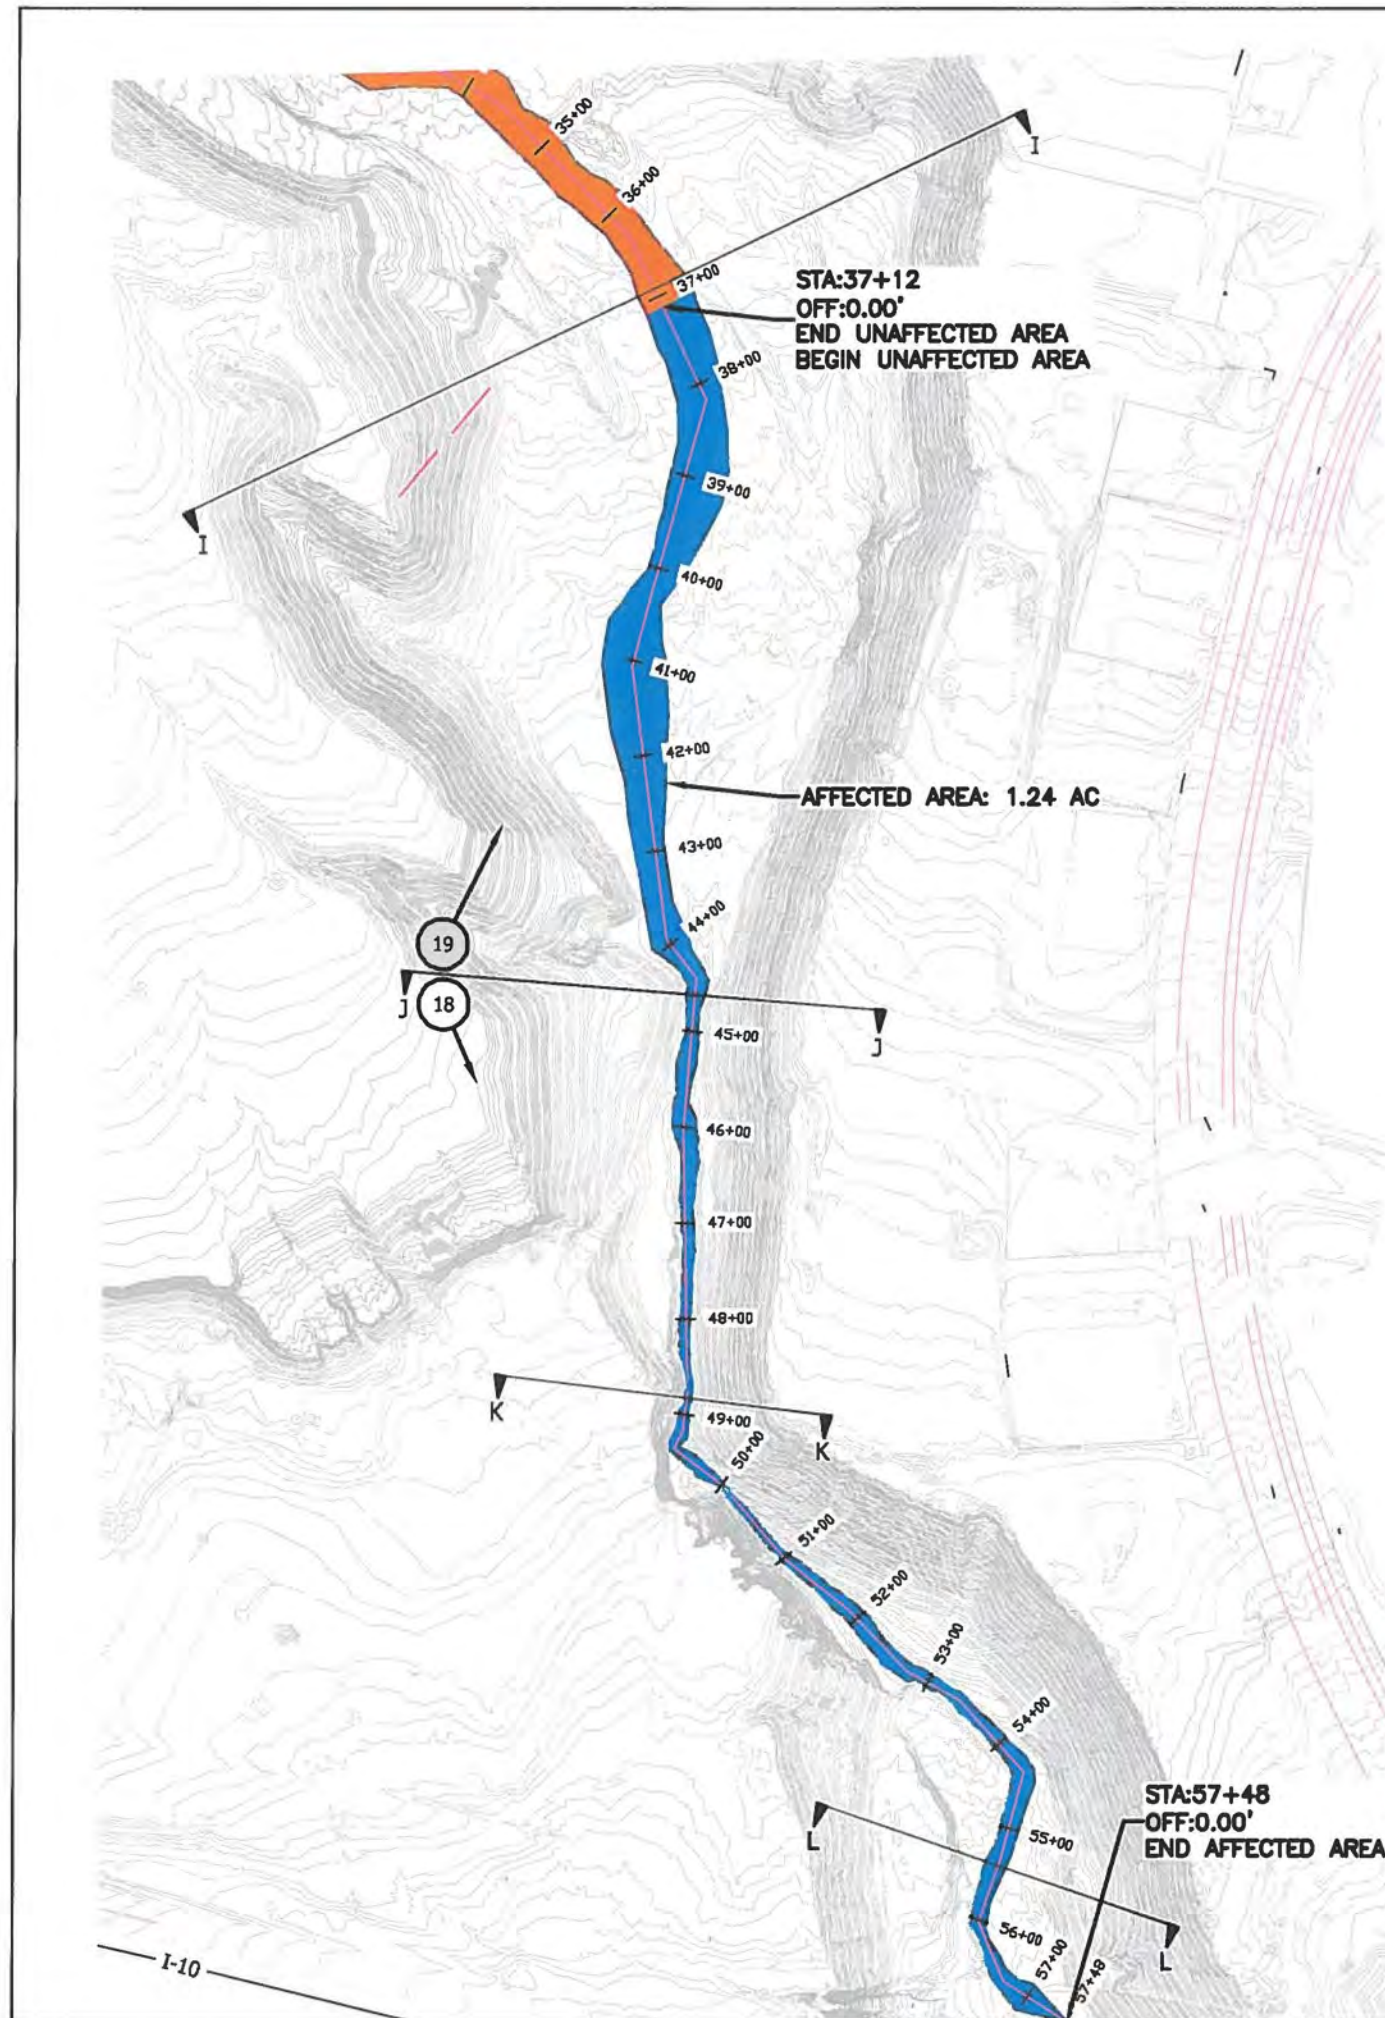 35+00
I
36+00
37+00
STA:37+12
OFF:0.00'
END UNAFFECTED AREA
BEGIN UNAFFECTED AREA
38+00
39+00
I
40+00
41+00
42+00
AFFECTED AREA: 1.24 AC
43+00
44+00
19
J
18
45+00
J
46+00
47+00
48+00
K
49+00
K
50+00
51+00
52+00
53+00
54+00
STA:57+48
OFF:0.00'
END AFFECTED AREA
L
55+00
56+00
L
I-10
57+00
57+48